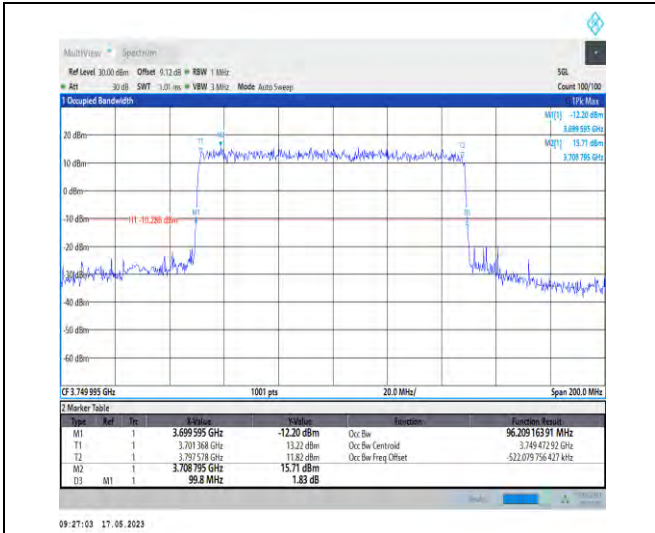 MultiView Spectrum
Ref Level 30.00 dBm Offset 9.12 dB RBW 1 MHz SGL
Att 30 dB SWT 1.01 ms VBW 3 MHz Mode Auto Sweep Count 100/100
1 Occupied Bandwidth 1Pk Max
M1[1] -12.20 dBm
3.699 595 GHz
M2[1] 15.71 dBm
3.708 795 GHz
20 dBm
T1 M2 T2
10 dBm
0 dBm
M1
-10 dBm H1 -10.286 dBm
-20 dBm
-30 dBm
-40 dBm
-50 dBm
-60 dBm
CF 3.749 995 GHz 1001 pts 20.0 MHz/ Span 200.0 MHz
2 Marker Table
Type Ref Trc X-Value Y-Value Function Function Result
M1 1 3.699 595 GHz -12.20 dBm Occ Bw 96.209 163 91 MHz
T1 1 3.701 368 GHz 13.22 dBm Occ Bw Centroid 3.749 472 92 GHz
T2 1 3.797 578 GHz 11.82 dBm Occ Bw Freq Offset -522.079 756 427 kHz
M2 1 3.708 795 GHz 15.71 dBm
D3 M1 1 99.8 MHz 1.83 dB
09:27:03 17.05.2023